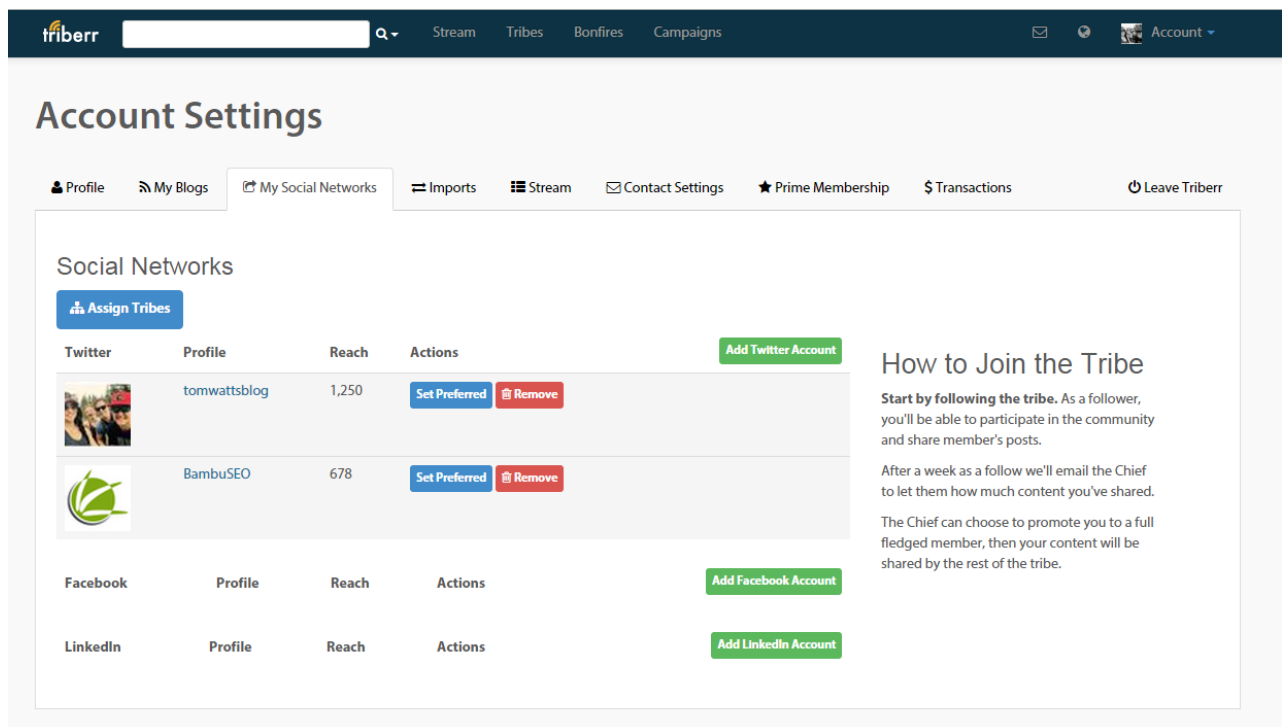 triberr Stream Tribes Bonfires Campaigns Account
Account Settings
Profile My Blogs My Social Networks Imports Stream Contact Settings Prime Membership $ Transactions Leave Triberr
Social Networks
Assign Tribes
Twitter Profile Reach Actions Add Twitter Account
tomwattsblog 1,250 Set Preferred Remove
BambuSEO 678 Set Preferred Remove
Facebook Profile Reach Actions Add Facebook Account
LinkedIn Profile Reach Actions Add LinkedIn Account
How to Join the Tribe
Start by following the tribe. As a follower,
you'll be able to participate in the community
and share member's posts.
After a week as a follow we'll email the Chief
to let them how much content you've shared.
The Chief can choose to promote you to a full
fledged member, then your content will be
shared by the rest of the tribe.